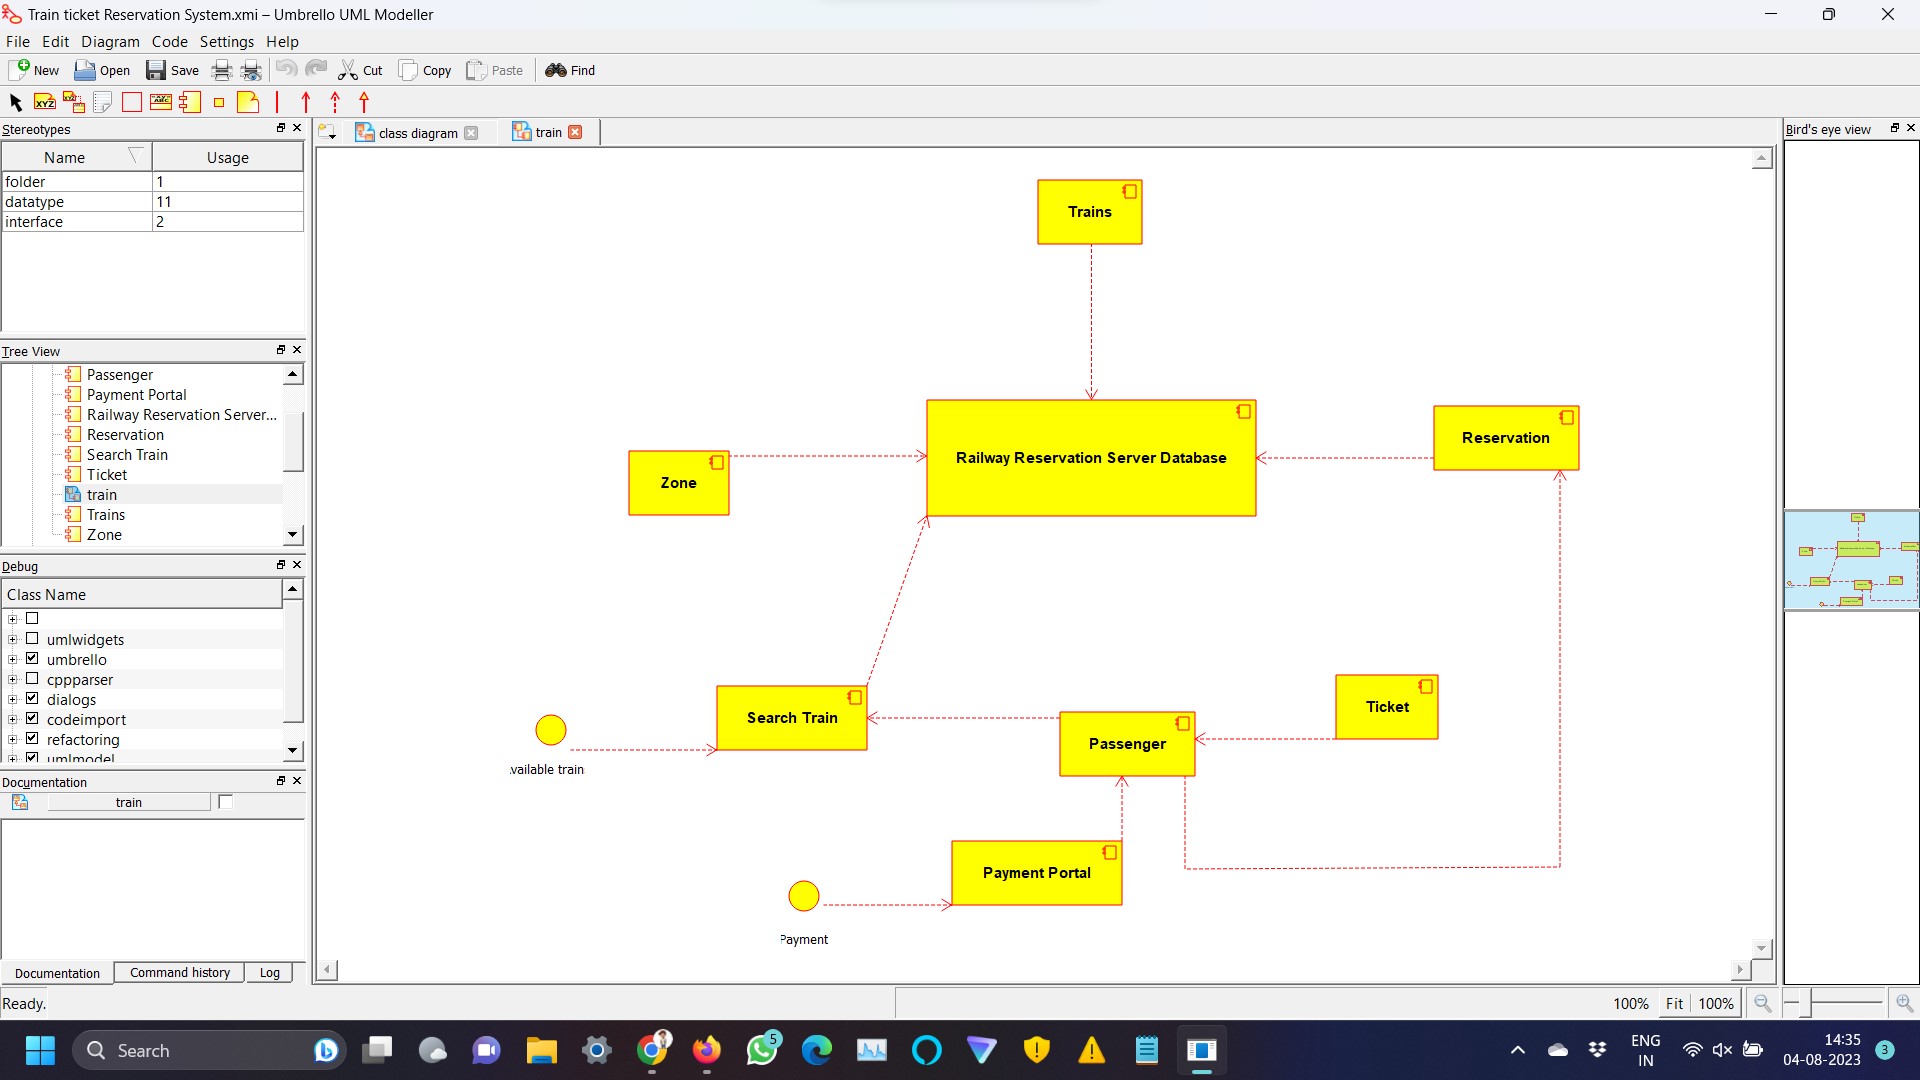 Train ticket Reservation System.xmi – Umbrello UML Modeller
File Edit Diagram Code Settings Help
New Open Save Cut Copy Paste Find
XYZ XYZ ABC
Stereotypes
Name Usage
folder 1
datatype 11
interface 2
Tree View
Passenger
Payment Portal
Railway Reservation Server...
Reservation
Search Train
Ticket
train
Trains
Zone
Debug
Class Name
umlwidgets
umbrello
cppparser
dialogs
codeimport
refactoring
umlmodel
Documentation
train
Documentation Command history Log
Ready.
class diagram train
Trains
Railway Reservation Server Database
Reservation
Zone
Search Train
Ticket
Passenger
vailable train
Payment Portal
Payment
Bird's eye view
100% Fit 100%
Search
5
ENG
IN
14:35
04-08-2023
3